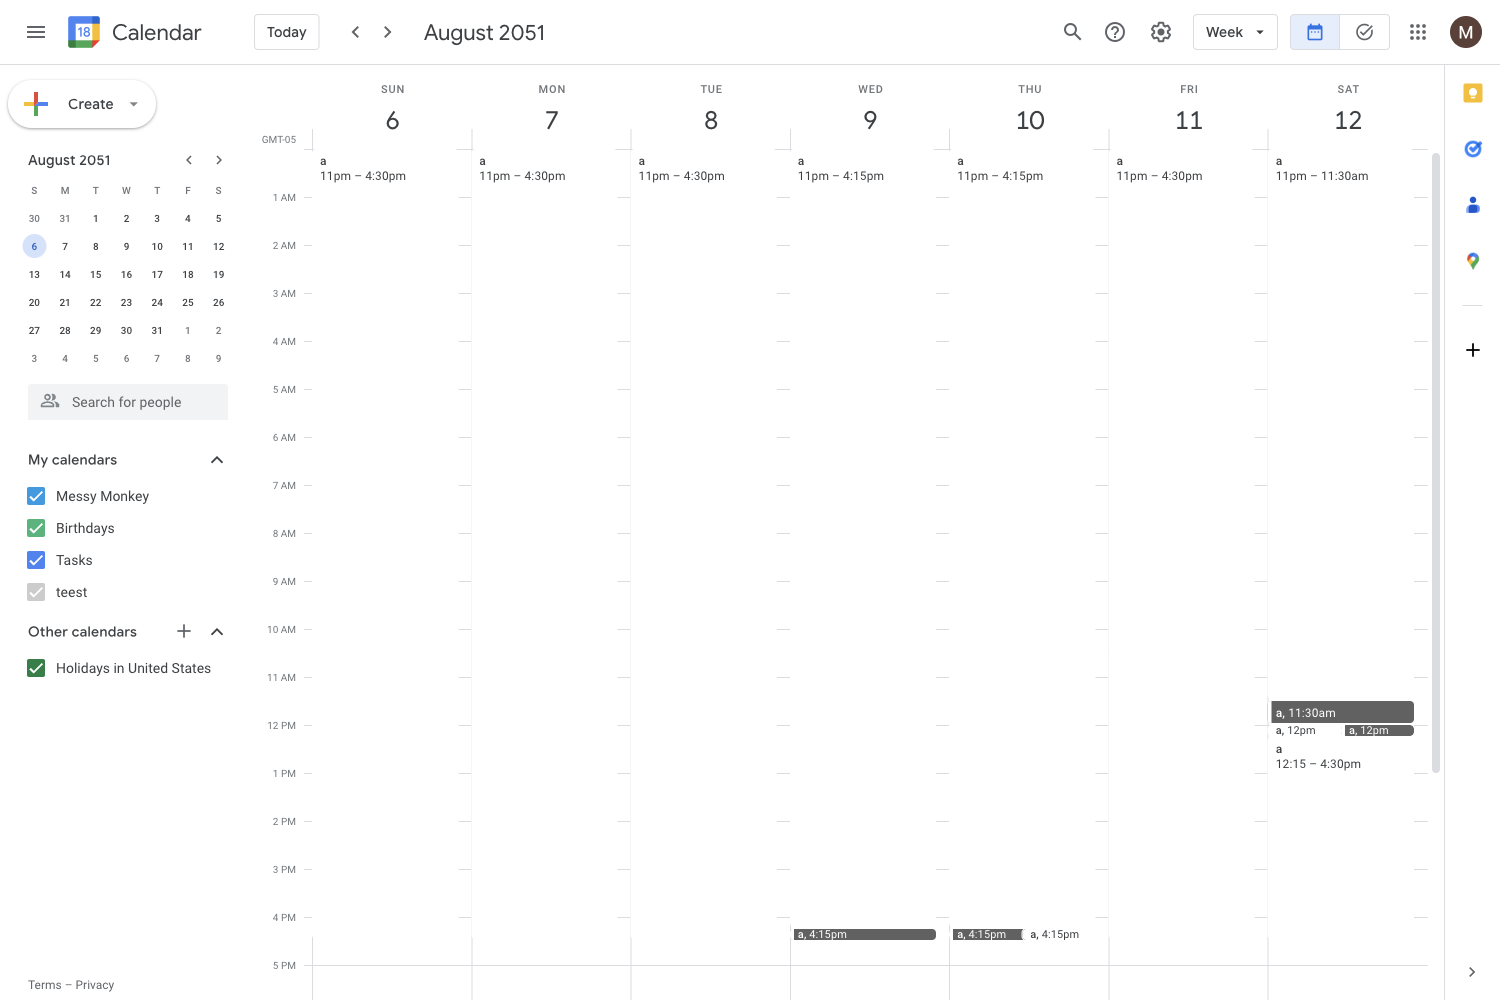 18 Calendar Today August 2051 Week M
Create
SUN MON TUE WED THU FRI SAT
6 7 8 9 10 11 12
GMT-05
August 2051
S M T W T F S
30 31 1 2 3 4 5
6 7 8 9 10 11 12
13 14 15 16 17 18 19
20 21 22 23 24 25 26
27 28 29 30 31 1 2
3 4 5 6 7 8 9
Search for people
My calendars
Messy Monkey
Birthdays
Tasks
teest
Other calendars
Holidays in United States
Terms – Privacy
a a a a a a a
11pm – 4:30pm 11pm – 4:30pm 11pm – 4:30pm 11pm – 4:15pm 11pm – 4:15pm 11pm – 4:30pm 11pm – 11:30am
1 AM
2 AM
3 AM
4 AM
5 AM
6 AM
7 AM
8 AM
9 AM
10 AM
11 AM
a, 11:30am
12 PM
a, 12pm a, 12pm
a
12:15 – 4:30pm
1 PM
2 PM
3 PM
4 PM
a, 4:15pm a, 4:15pm a, 4:15pm
5 PM